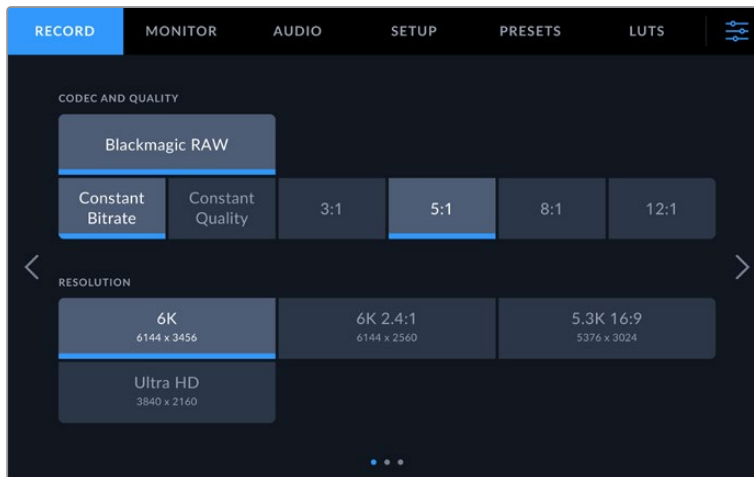 RECORD MONITOR AUDIO SETUP PRESETS LUTS
CODEC AND QUALITY
Blackmagic RAW
Constant Bitrate
Constant Quality
3:1
5:1
8:1
12:1
RESOLUTION
6K
6144 x 3456
6K 2.4:1
6144 x 2560
5.3K 16:9
5376 x 3024
Ultra HD
3840 x 2160